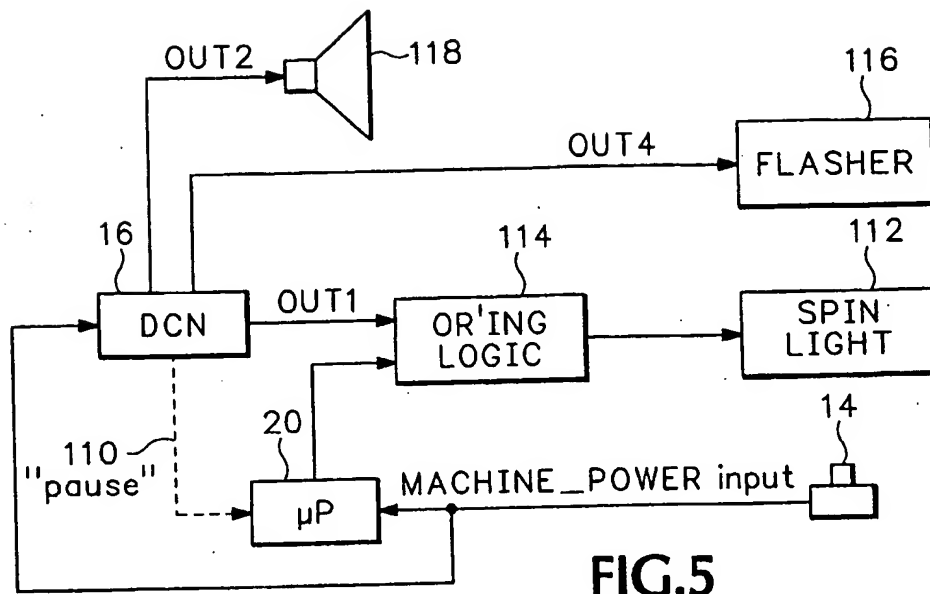 OUT2
118
116
OUT4
FLASHER
16
114
112
DCN
OUT1
OR'ING
LOGIC
SPIN
LIGHT
20
14
110
"pause"
µP
MACHINE_POWER input
FIG.5